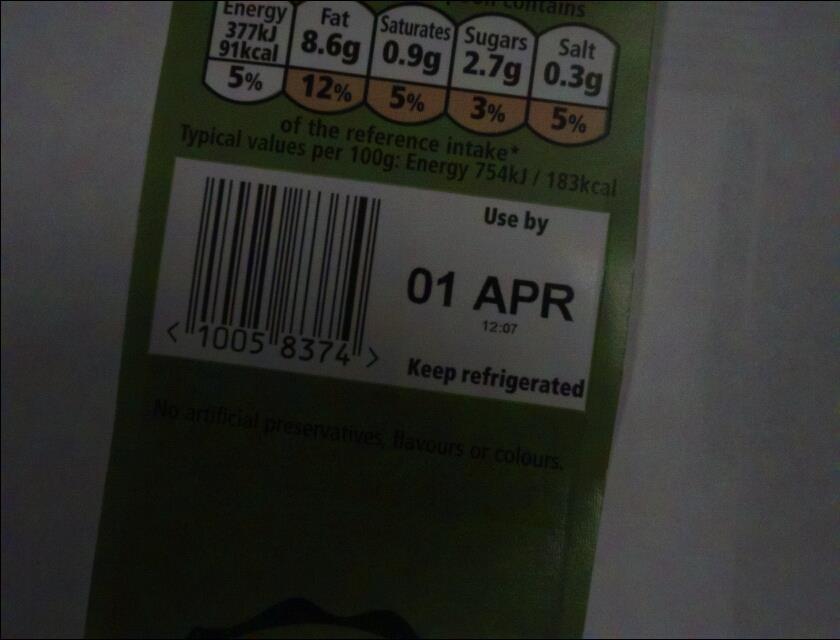 contains
Energy Fat Saturates Sugars Salt
377kJ
91kcal 8.6g 0.9g 2.7g 0.3g
5% 12% 5% 3% 5%
of the reference intake*
Typical values per 100g: Energy 754kJ / 183kcal
Use by
01 APR
12:07
< 1005 8374 >
Keep refrigerated
No artificial preservatives, flavours or colours.